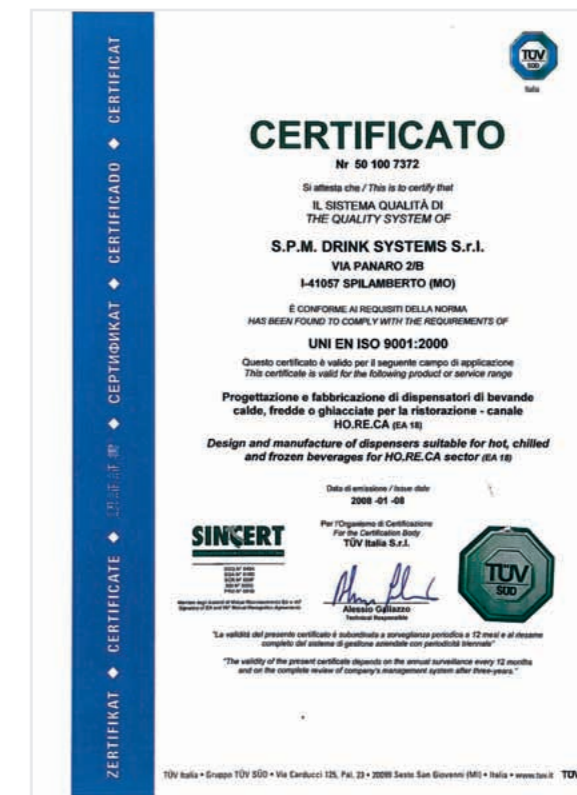 ZERTIFIKAT ◆ CERTIFICATE ◆ ◆ СЕРТИФИКАТ ◆ CERTIFICADO ◆ CERTIFICAT
TÜV
SÜD
Italia
CERTIFICATO
Nr 50 100 7372
Si attesta che / This is to certify that
IL SISTEMA QUALITÀ DI
THE QUALITY SYSTEM OF
S.P.M. DRINK SYSTEMS S.r.l.
VIA PANARO 2/B
I-41057 SPILAMBERTO (MO)
È CONFORME AI REQUISITI DELLA NORMA
HAS BEEN FOUND TO COMPLY WITH THE REQUIREMENTS OF
UNI EN ISO 9001:2000
Questo certificato è valido per il seguente campo di applicazione
This certificate is valid for the following product or service range
Progettazione e fabbricazione di dispensatori di bevande
calde, fredde o ghiacciate per la ristorazione - canale
HO.RE.CA (EA 18)
Design and manufacture of dispensers suitable for hot, chilled
and frozen beverages for HO.RE.CA sector (EA 18)
Data di emissione / Issue date
2008 -01 -08
Per l'Organismo di Certificazione
For the Certification Body
TÜV Italia S.r.l.
SINCERT
Alessio Gallazzo
Technical Responsible
TÜV
SÜD
"La validità del presente certificato è subordinata a sorveglianza periodica a 12 mesi e al riesame
completo del sistema di gestione aziendale con periodicità triennale"
"The validity of the present certificate depends on the annual surveillance every 12 months
and on the complete review of company's management system after three-years."
TÜV Italia • Gruppo TÜV SÜD • Via Carducci 125, Pal. 23 • 20099 Sesto San Giovanni (MI) • Italia • www.tuv.it TÜV